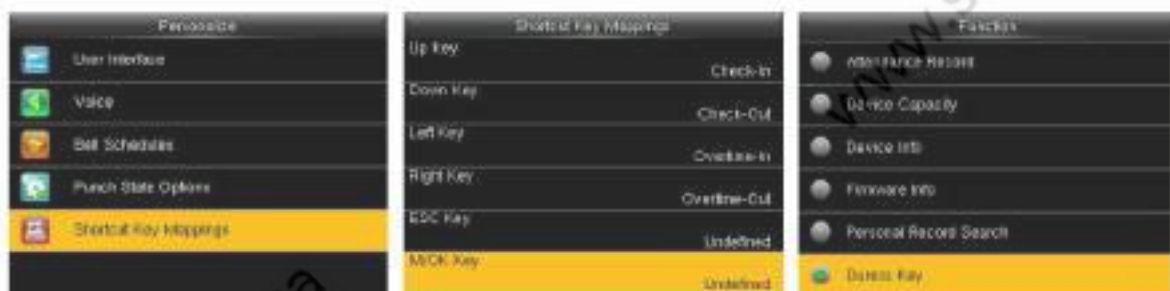 Personalize
User Interface
Voice
Bell Schedules
Punch State Options
Shortcut Key Mappings
Shortcut Key Mappings
Up Key
Check-In
Down Key
Check-Out
Left Key
Overtime-In
Right Key
Overtime-Out
ESC Key
Undefined
M/OK Key
Undefined
Function
Attendance Record
Device Capacity
Device Info
Firmware Info
Personal Record Search
Duress Key